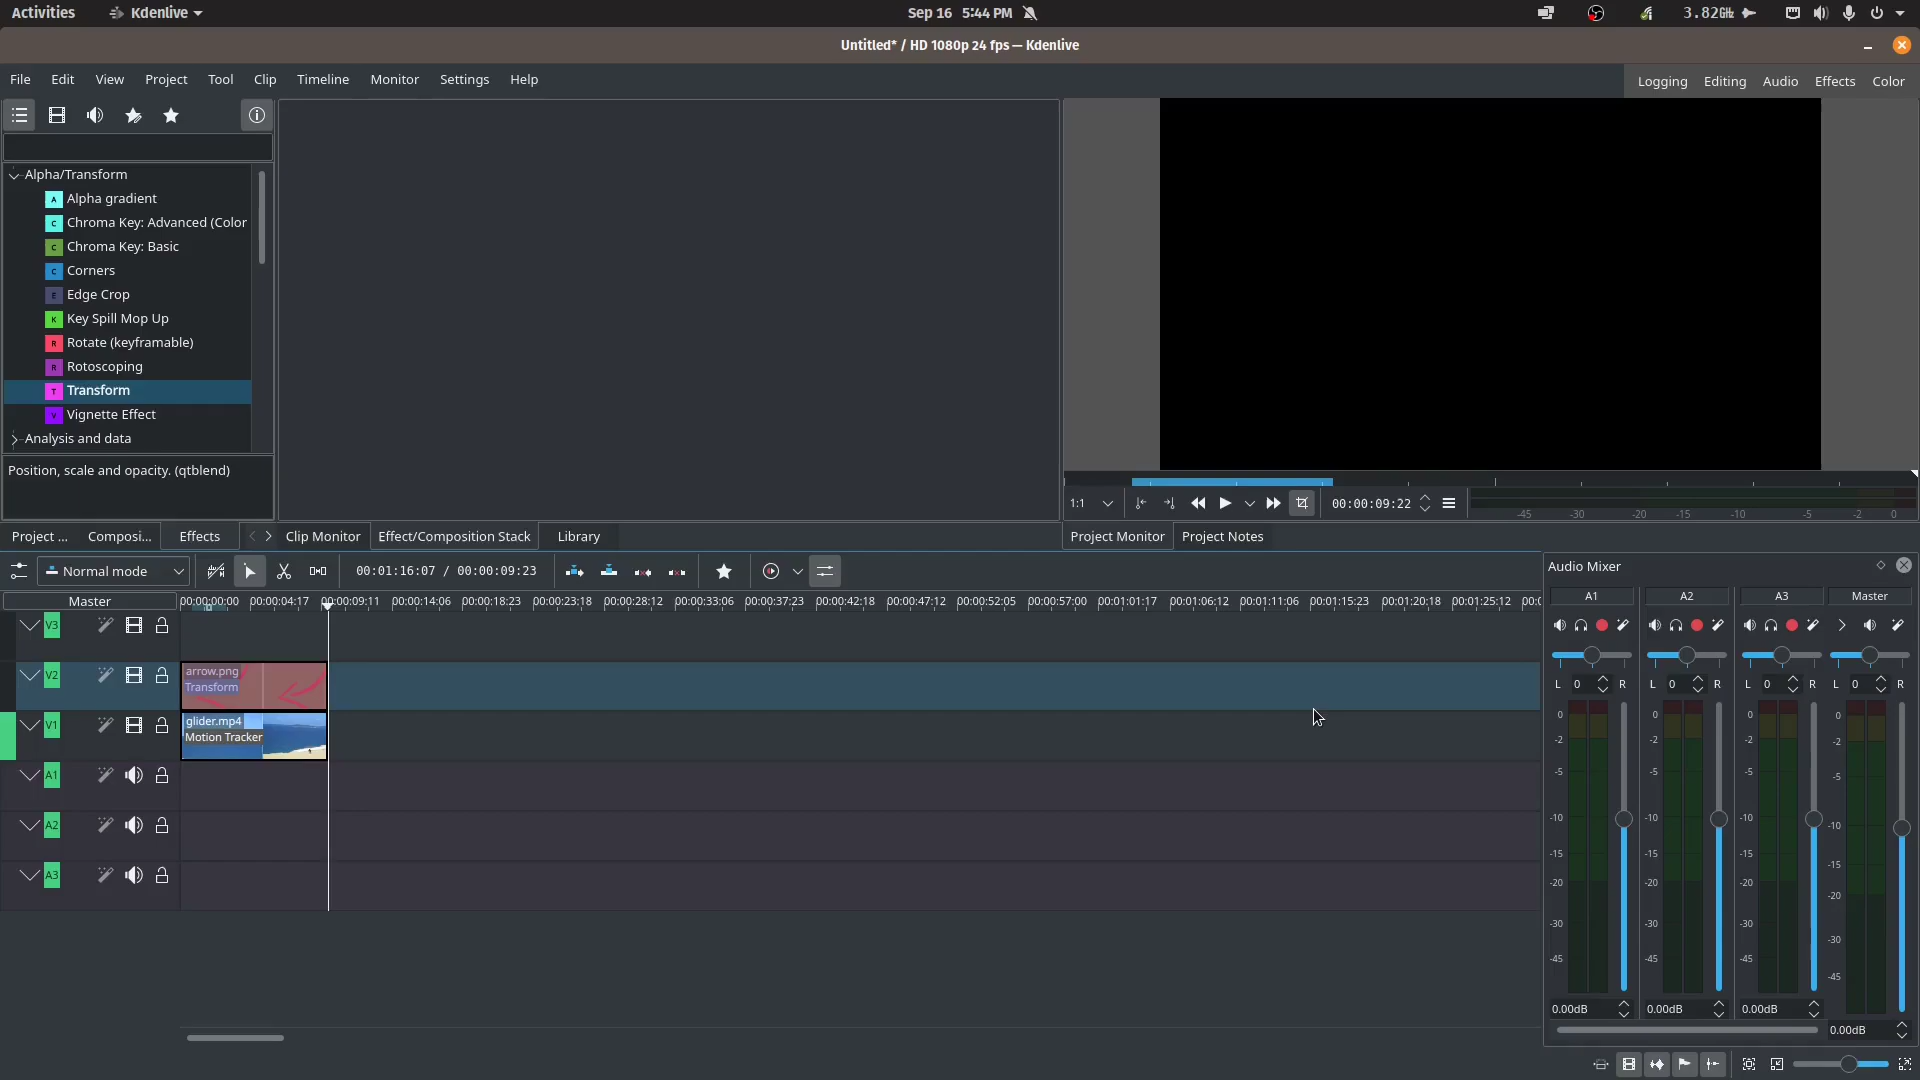 Activities Kdenlive Sep 16 5:44 PM 3.82GHz
Untitled* / HD 1080p 24 fps — Kdenlive
File Edit View Project Tool Clip Timeline Monitor Settings Help Logging Editing Audio Effects Color
Alpha/Transform
A Alpha gradient
C Chroma Key: Advanced (Color
C Chroma Key: Basic
C Corners
E Edge Crop
K Key Spill Mop Up
R Rotate (keyframable)
R Rotoscoping
T Transform
V Vignette Effect
Analysis and data
Position, scale and opacity. (qtblend)
1:1 00:00:09:22
-45 -30 -20 -15 -10 -5 -2 0
Project ... Composi... Effects Clip Monitor Effect/Composition Stack Library Project Monitor Project Notes
Normal mode 00:01:16:07 / 00:00:09:23
Master 00:00:00:00 00:00:04:17 00:00:09:11 00:00:14:06 00:00:18:23 00:00:23:18 00:00:28:12 00:00:33:06 00:00:37:23 00:00:42:18 00:00:47:12 00:00:52:05 00:00:57:00 00:01:01:17 00:01:06:12 00:01:11:06 00:01:15:23 00:01:20:18 00:01:25:12 00:0
V3
V2 arrow.png
Transform
V1 glider.mp4
Motion Tracker
A1
A2
A3
Audio Mixer
A1 A2 A3 Master
L 0 R L 0 R L 0 R L 0 R
0 0 0 0
-2 -2 -2 -2
-5 -5 -5 -5
-10 -10 -10 -10
-15 -15 -15 -15
-20 -20 -20 -20
-30 -30 -30 -30
-45 -45 -45 -45
0.00dB 0.00dB 0.00dB 0.00dB